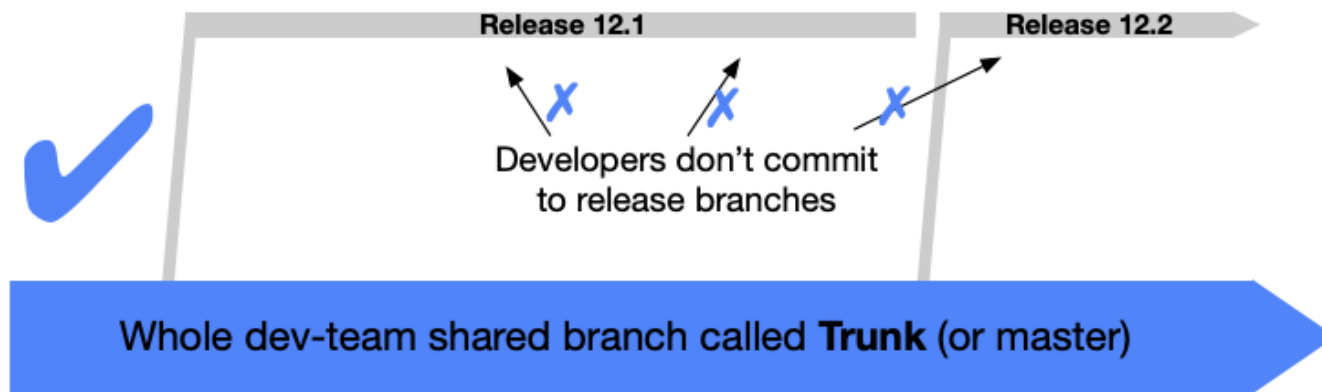 Release 12.1
Release 12.2
Developers don’t commit
to release branches
Whole dev-team shared branch called Trunk (or master)